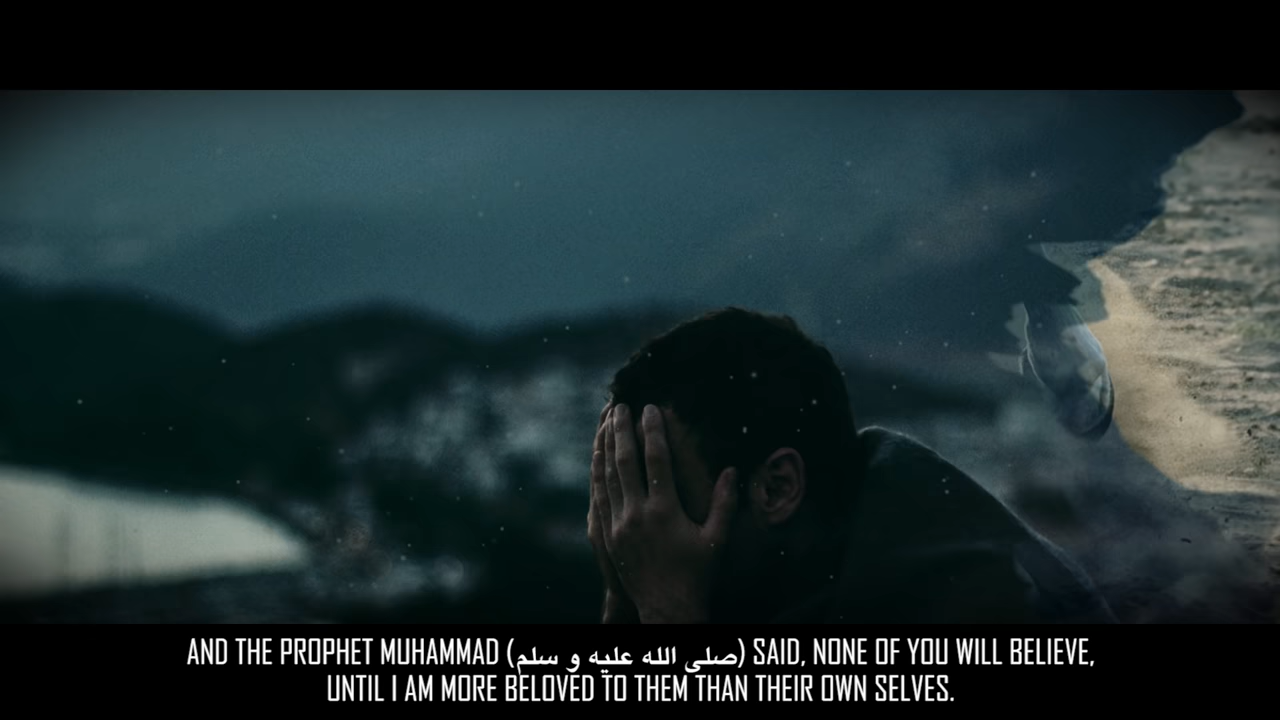 AND THE PROPHET MUHAMMAD (صلى الله عليه و سلم) SAID, NONE OF YOU WILL BELIEVE,
UNTIL I AM MORE BELOVED TO THEM THAN THEIR OWN SELVES.